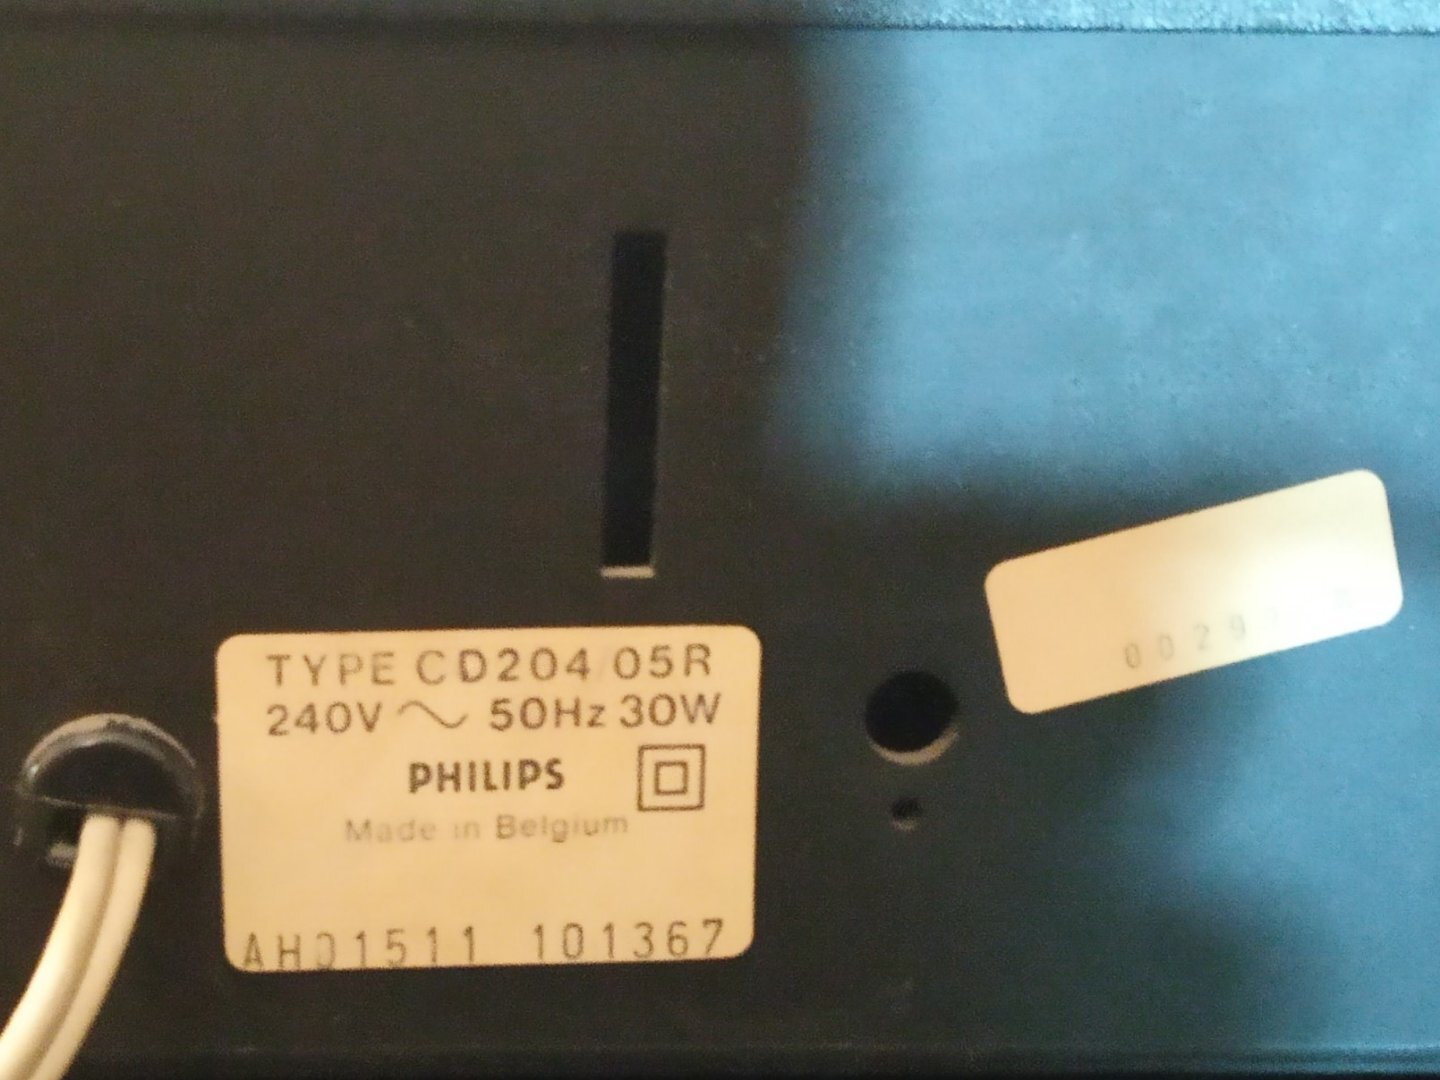 TYPE CD204/05R
240V ~ 50Hz 30W
PHILIPS
Made in Belgium
AH01511 101367